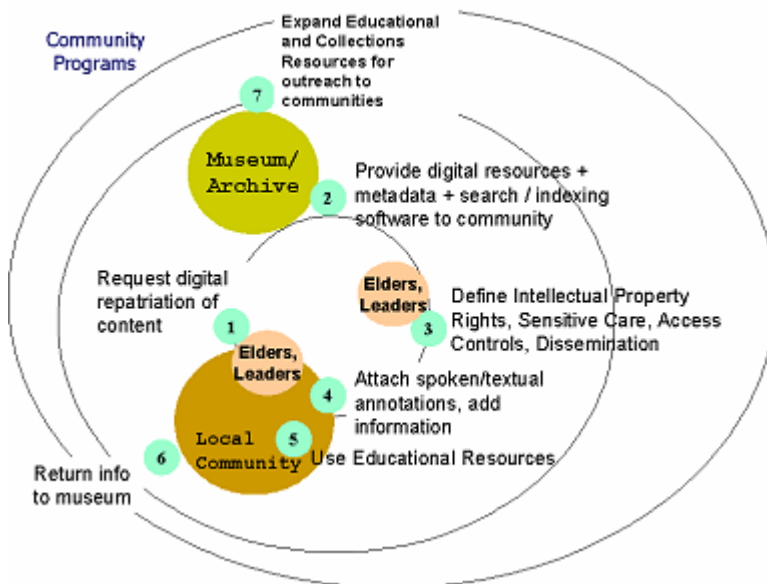 Community
Programs
Expand Educational
and Collections
Resources for
outreach to
communities
7
Museum/
Archive
2
Provide digital resources +
metadata + search / indexing
software to community
Request digital
repatriation of
content
1
Elders,
Leaders
Elders,
Leaders
3
Define Intellectual Property
Rights, Sensitive Care, Access
Controls, Dissemination
4
Attach spoken/textual
annotations, add
information
Local
Community
5
Use Educational Resources
6
Return info
to museum